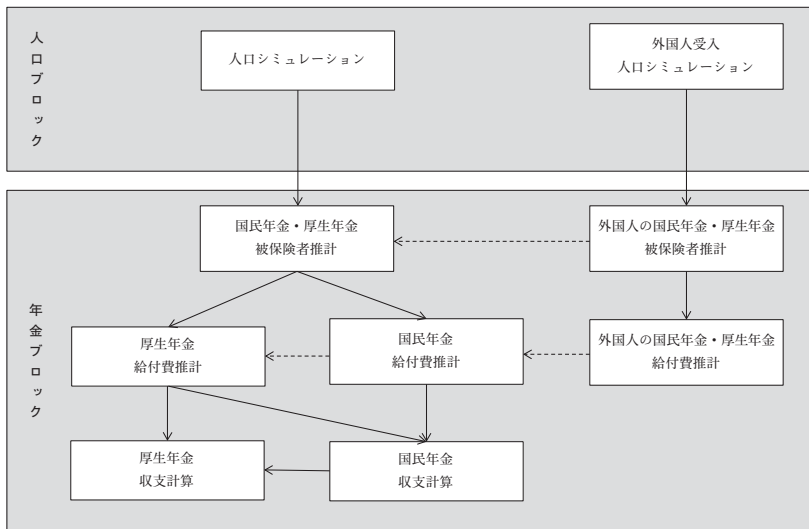 人口ブロック
人口シミュレーション
外国人受入
人口シミュレーション
年金ブロック
国民年金・厚生年金
被保険者推計
外国人の国民年金・厚生年金
被保険者推計
厚生年金
給付費推計
国民年金
給付費推計
外国人の国民年金・厚生年金
給付費推計
厚生年金
収支計算
国民年金
収支計算